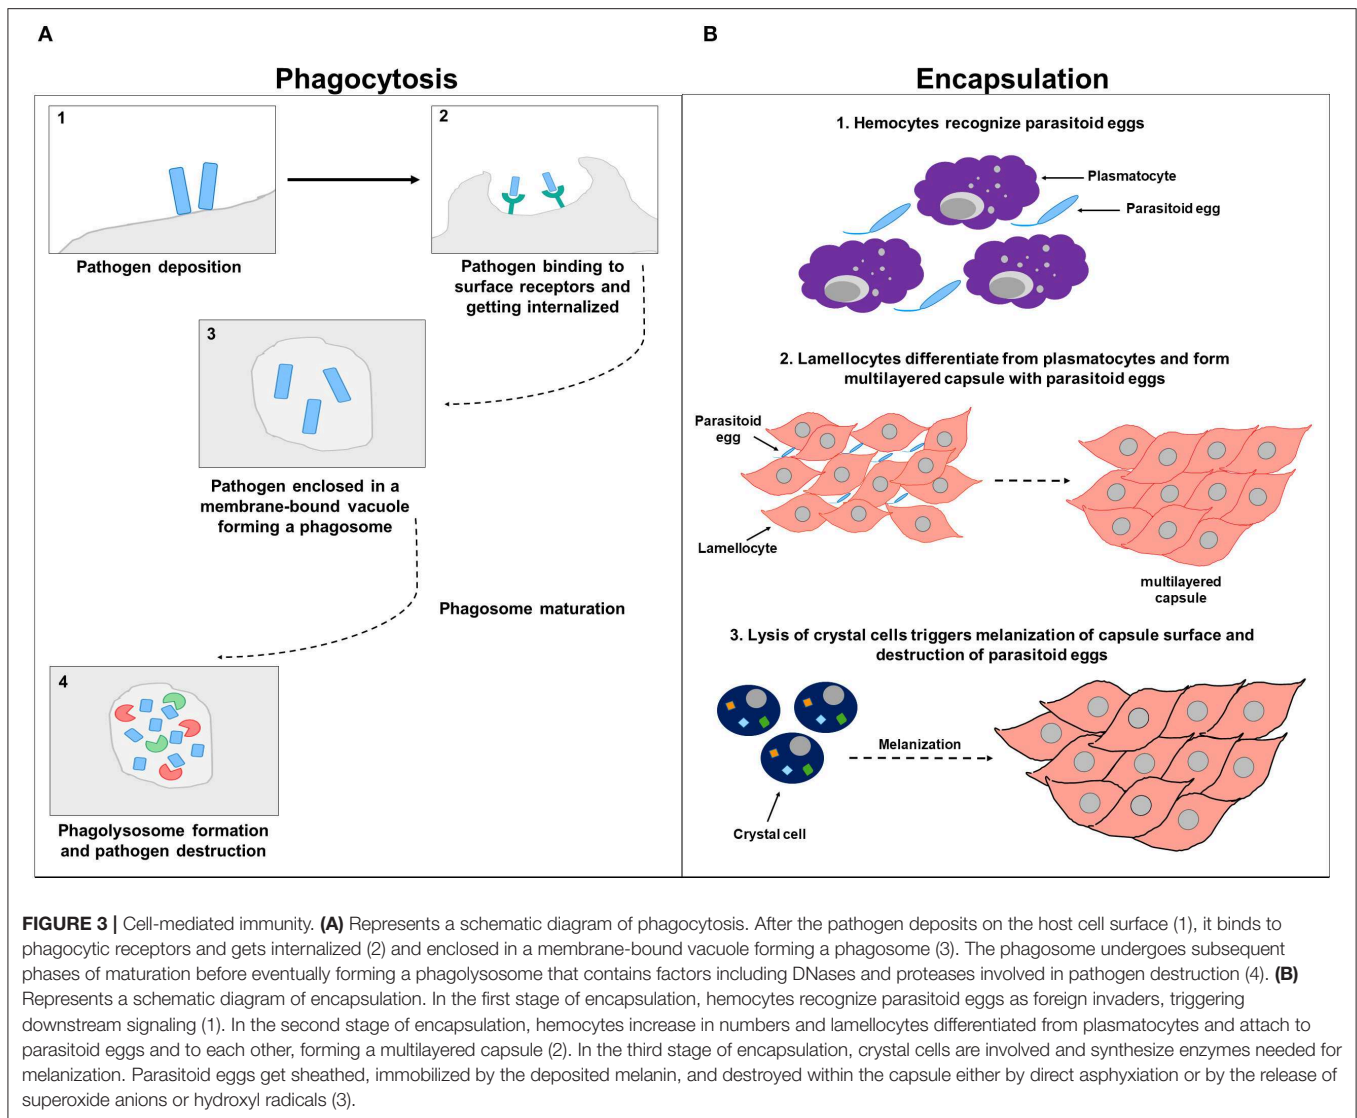 A
Phagocytosis
1
Pathogen deposition
2
Pathogen binding to
surface receptors and
getting internalized
3
Pathogen enclosed in a
membrane-bound vacuole
forming a phagosome
Phagosome maturation
4
Phagolysosome formation
and pathogen destruction
B
Encapsulation
1. Hemocytes recognize parasitoid eggs
Plasmatocyte
Parasitoid egg
2. Lamellocytes differentiate from plasmatocytes and form
multilayered capsule with parasitoid eggs
Parasitoid
egg
Lamellocyte
multilayered
capsule
3. Lysis of crystal cells triggers melanization of capsule surface and
destruction of parasitoid eggs
Melanization
Crystal cell
FIGURE 3 | Cell-mediated immunity. (A) Represents a schematic diagram of phagocytosis. After the pathogen deposits on the host cell surface (1), it binds to
phagocytic receptors and gets internalized (2) and enclosed in a membrane-bound vacuole forming a phagosome (3). The phagosome undergoes subsequent
phases of maturation before eventually forming a phagolysosome that contains factors including DNases and proteases involved in pathogen destruction (4). (B)
Represents a schematic diagram of encapsulation. In the first stage of encapsulation, hemocytes recognize parasitoid eggs as foreign invaders, triggering
downstream signaling (1). In the second stage of encapsulation, hemocytes increase in numbers and lamellocytes differentiated from plasmatocytes and attach to
parasitoid eggs and to each other, forming a multilayered capsule (2). In the third stage of encapsulation, crystal cells are involved and synthesize enzymes needed for
melanization. Parasitoid eggs get sheathed, immobilized by the deposited melanin, and destroyed within the capsule either by direct asphyxiation or by the release of
superoxide anions or hydroxyl radicals (3).